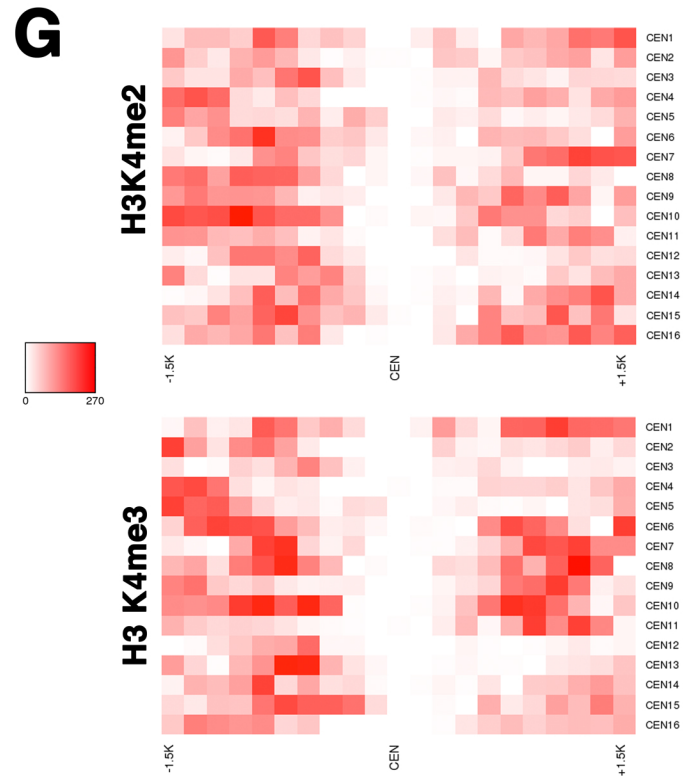 G
H3K4me2
CEN1
CEN2
CEN3
CEN4
CEN5
CEN6
CEN7
CEN8
CEN9
CEN10
CEN11
CEN12
CEN13
CEN14
CEN15
CEN16
-1.5K
CEN
+1.5K
0
270
H3 K4me3
CEN1
CEN2
CEN3
CEN4
CEN5
CEN6
CEN7
CEN8
CEN9
CEN10
CEN11
CEN12
CEN13
CEN14
CEN15
CEN16
-1.5K
CEN
+1.5K